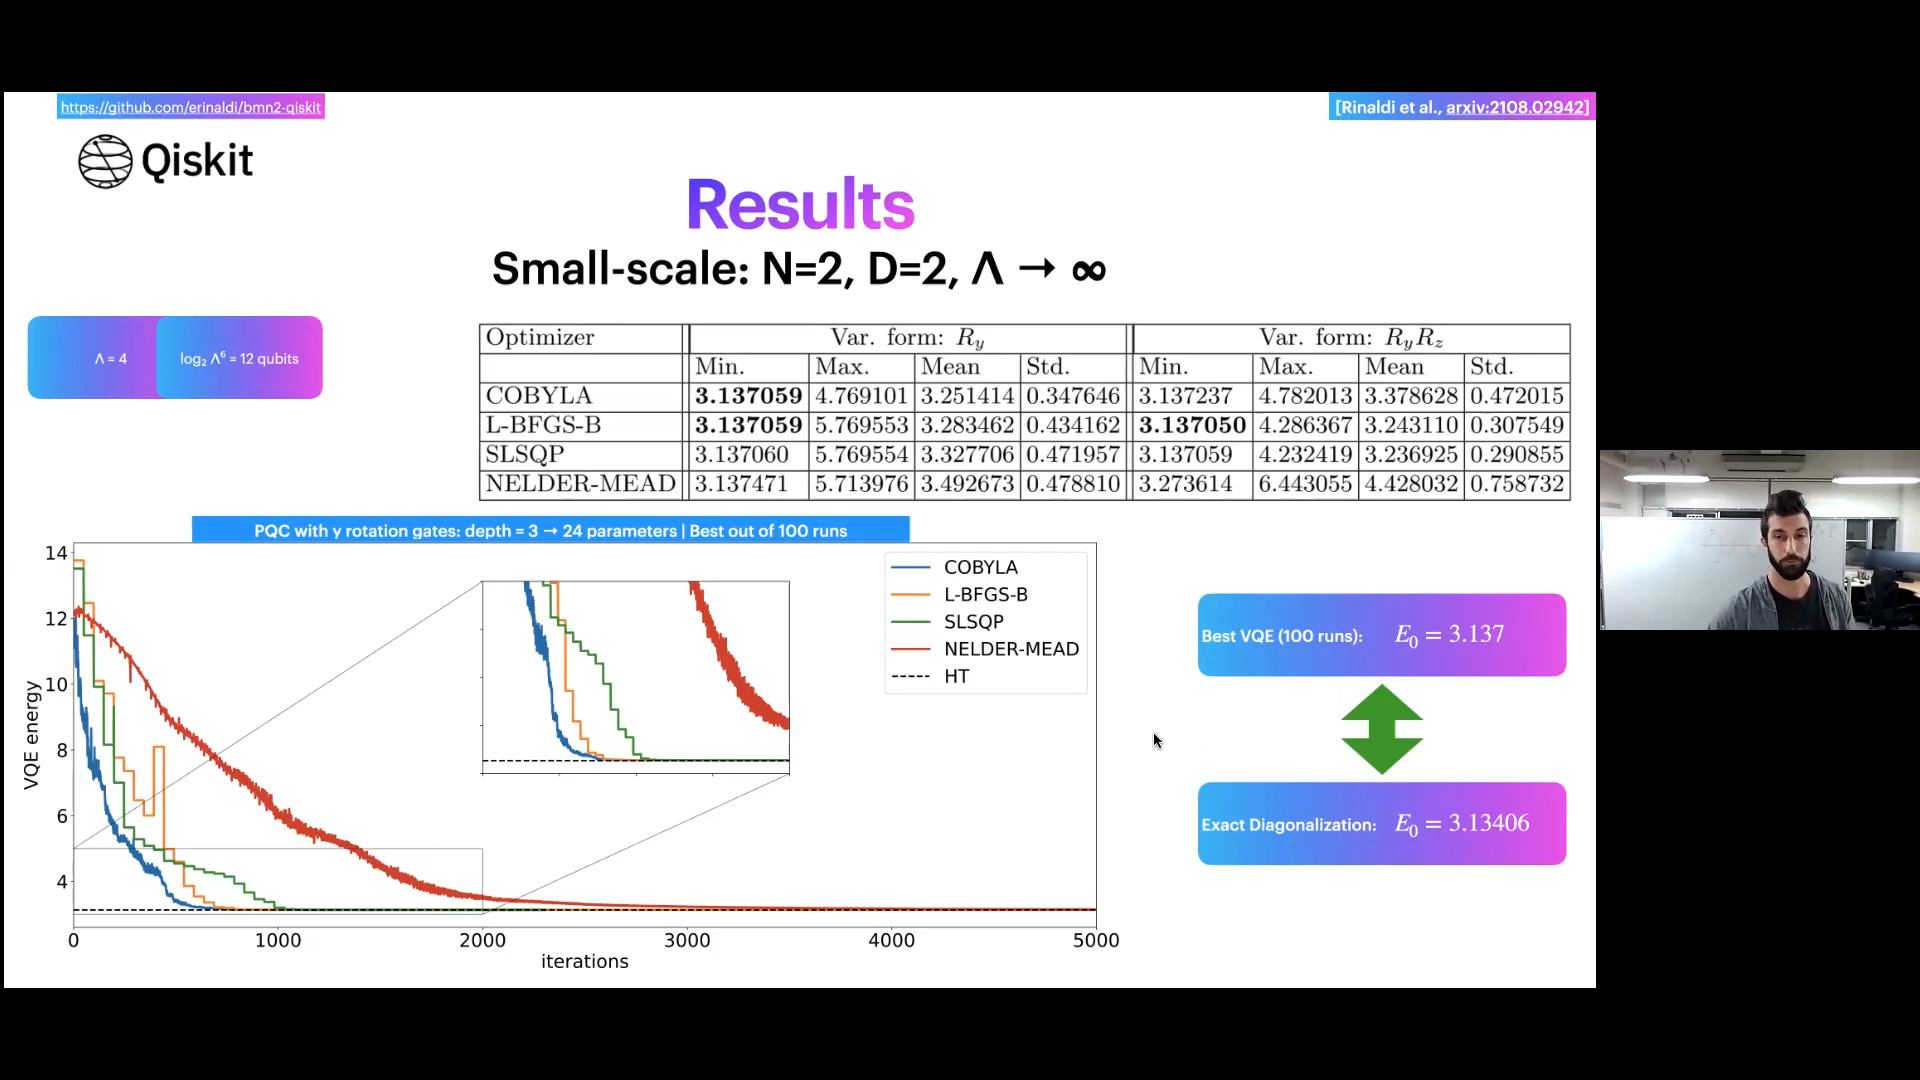 https://github.com/erinaldi/bmn2-qiskit
[Rinaldi et al., arxiv:2108.02942]
Qiskit
Results
Small-scale: N=2, D=2, Λ → ∞
Λ = 4
log₂ Λ⁶ = 12 qubits
Optimizer Var. form: R_y Var. form: R_yR_z
Min. Max. Mean Std. Min. Max. Mean Std.
COBYLA 3.137059 4.769101 3.251414 0.347646 3.137237 4.782013 3.378628 0.472015
L-BFGS-B 3.137059 5.769553 3.283462 0.434162 3.137050 4.286367 3.243110 0.307549
SLSQP 3.137060 5.769554 3.327706 0.471957 3.137059 4.232419 3.236925 0.290855
NELDER-MEAD 3.137471 5.713976 3.492673 0.478810 3.273614 6.443055 4.428032 0.758732
PQC with y rotation gates: depth = 3 → 24 parameters | Best out of 100 runs
14
12
10
8
6
4
VQE energy
0 1000 2000 3000 4000 5000
iterations
COBYLA
L-BFGS-B
SLSQP
NELDER-MEAD
HT
Best VQE (100 runs): E₀ = 3.137
Exact Diagonalization: E₀ = 3.13406